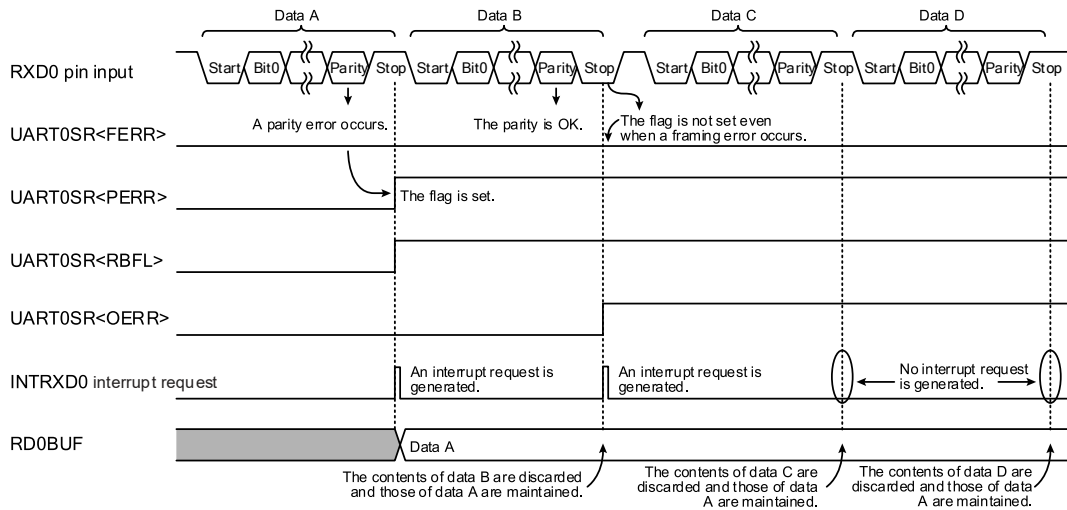 Data A
Data B
Data C
Data D
RXD0 pin input
Start Bit0 Parity Stop Start Bit0 Parity Stop Start Bit0 Parity Stop Start Bit0 Parity Stop
A parity error occurs.
The parity is OK.
The flag is not set even
when a framing error occurs.
UART0SR<FERR>
UART0SR<PERR>
The flag is set.
UART0SR<RBFL>
UART0SR<OERR>
INTRXD0 interrupt request
An interrupt request is
generated.
An interrupt request is
generated.
No interrupt request
is generated.
RD0BUF
Data A
The contents of data B are discarded
and those of data A are maintained.
The contents of data C are
discarded and those of data
A are maintained.
The contents of data D are
discarded and those of data
A are maintained.